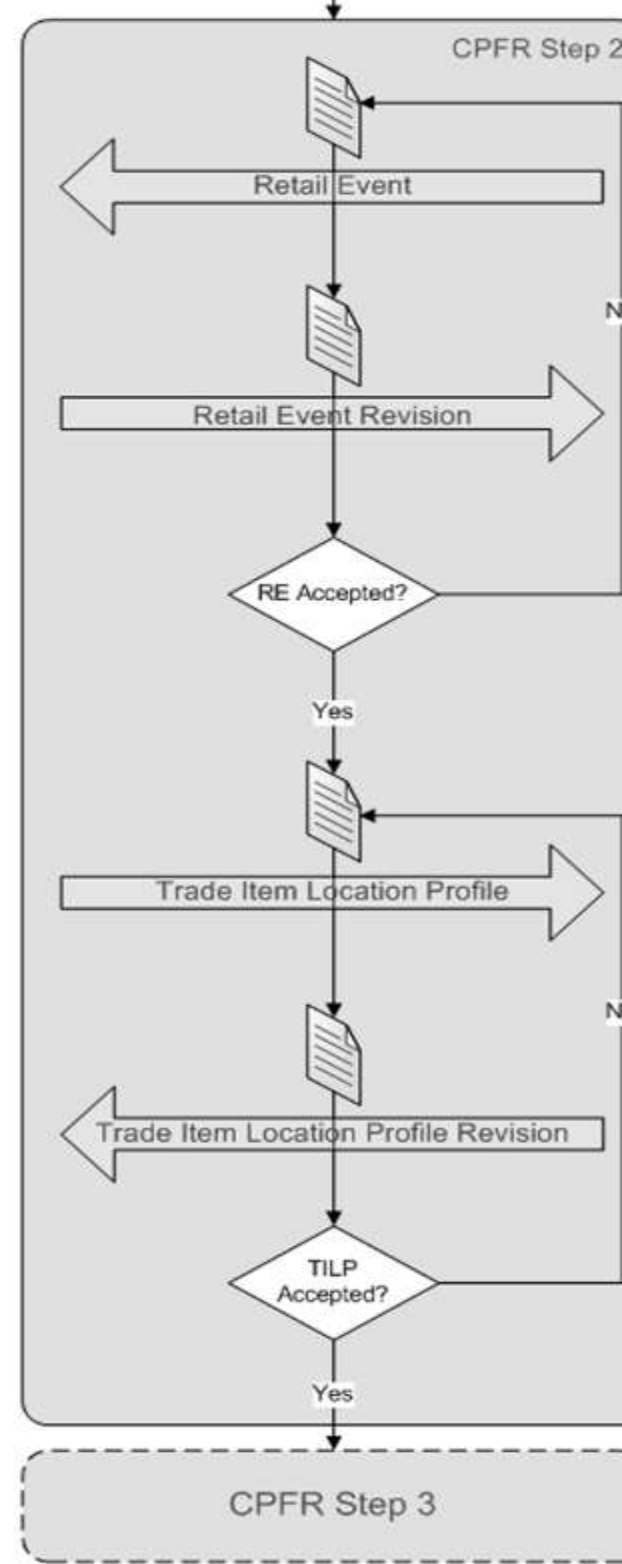 CPFR Step 2
Retail Event
N
Retail Event Revision
RE Accepted?
Yes
Trade Item Location Profile
N
Trade Item Location Profile Revision
TILP
Accepted?
Yes
CPFR Step 3